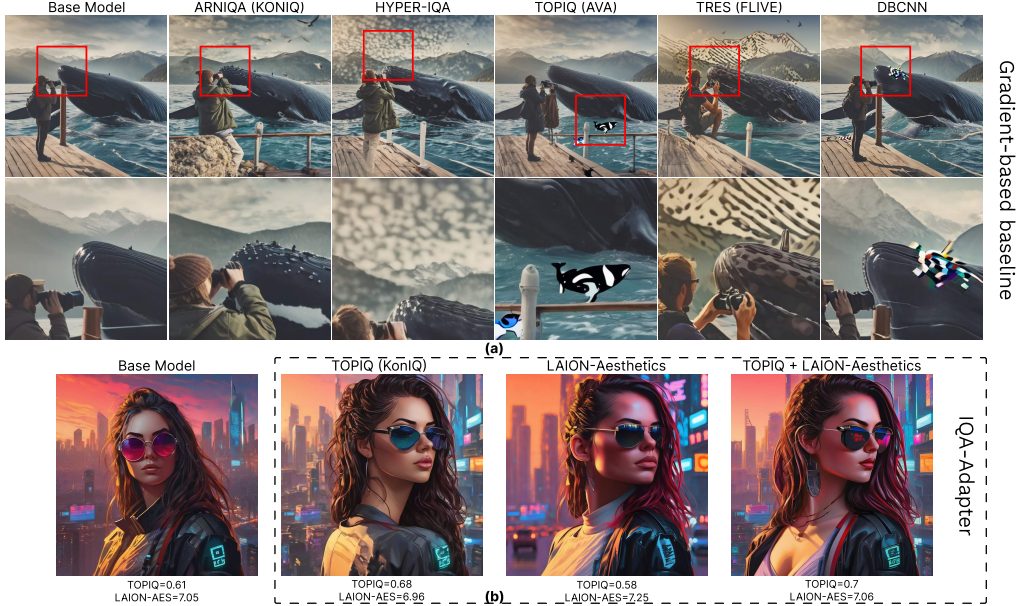 Base Model ARNIQA (KONIQ) HYPER-IQA TOPIQ (AVA) TRES (FLIVE) DBCNN
Gradient-based baseline
(a)
Base Model TOPIQ (KonIQ) LAION-Aesthetics TOPIQ + LAION-Aesthetics
IQA-Adapter
TOPIQ=0.61 TOPIQ=0.68 TOPIQ=0.58 TOPIQ=0.7
LAION-AES=7.05 LAION-AES=6.96 LAION-AES=7.25 LAION-AES=7.06
(b)